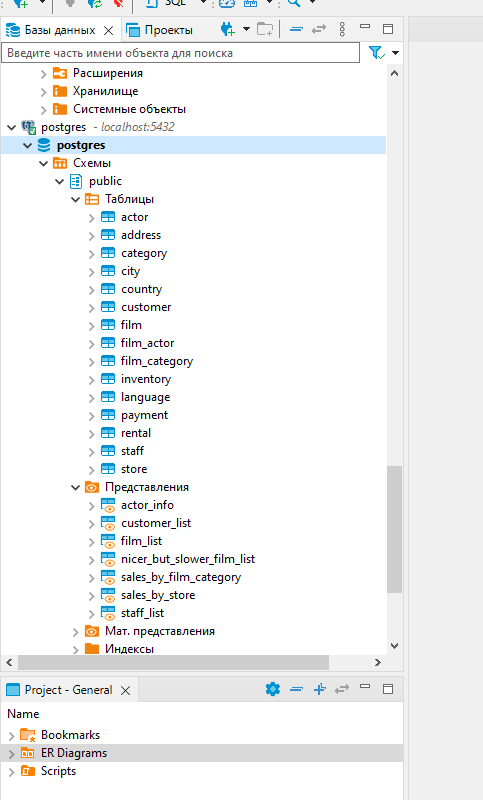 SQL
Базы данных
Проекты
Введите часть имени объекта для поиска
Расширения
Хранилище
Системные объекты
postgres - localhost:5432
postgres
Схемы
public
Таблицы
actor
address
category
city
country
customer
film
film_actor
film_category
inventory
language
payment
rental
staff
store
Представления
actor_info
customer_list
film_list
nicer_but_slower_film_list
sales_by_film_category
sales_by_store
staff_list
Мат. представления
Индексы
Project - General
Name
Bookmarks
ER Diagrams
Scripts